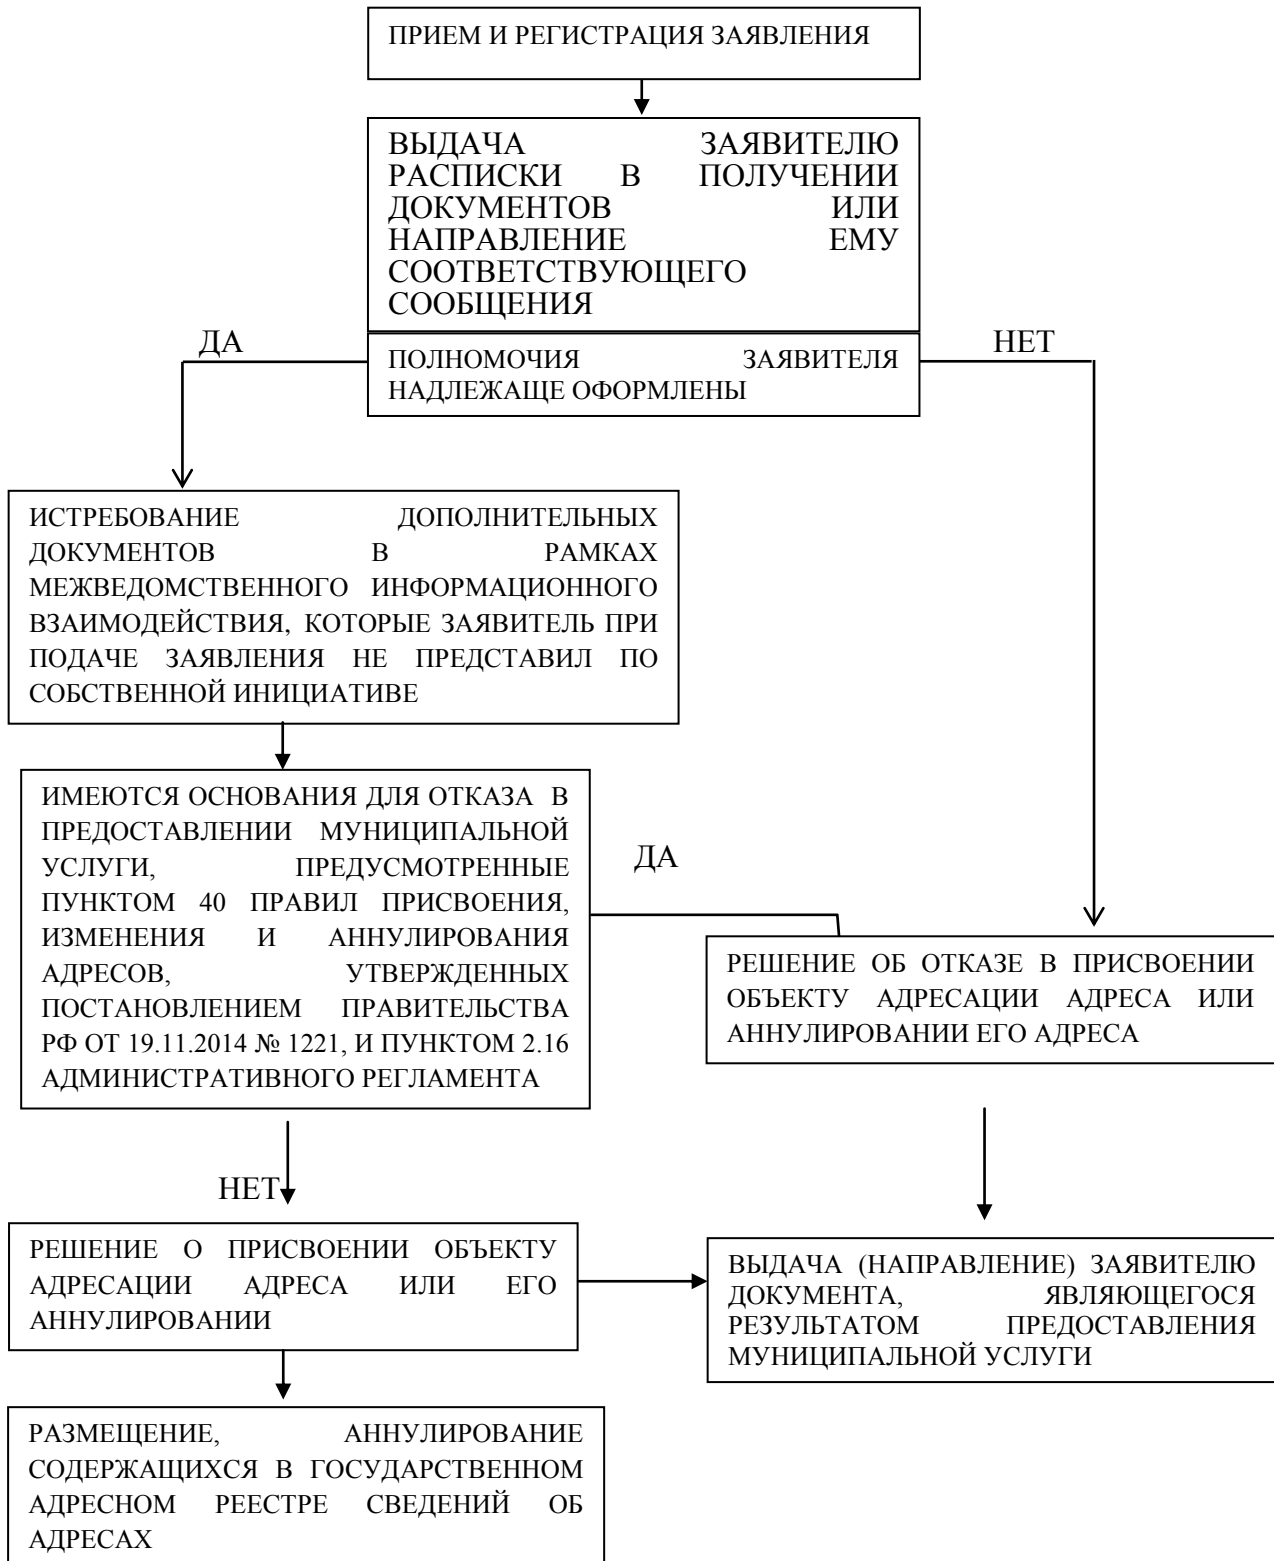 ПРИЕМ И РЕГИСТРАЦИЯ ЗАЯВЛЕНИЯ
ВЫДАЧА ЗАЯВИТЕЛЮ
РАСПИСКИ В ПОЛУЧЕНИИ
ДОКУМЕНТОВ ИЛИ
НАПРАВЛЕНИЕ ЕМУ
СООТВЕТСТВУЮЩЕГО
СООБЩЕНИЯ
ДА
НЕТ
ПОЛНОМОЧИЯ ЗАЯВИТЕЛЯ
НАДЛЕЖАЩЕ ОФОРМЛЕНЫ
ИСТРЕБОВАНИЕ ДОПОЛНИТЕЛЬНЫХ
ДОКУМЕНТОВ В РАМКАХ
МЕЖВЕДОМСТВЕННОГО ИНФОРМАЦИОННОГО
ВЗАИМОДЕЙСТВИЯ, КОТОРЫЕ ЗАЯВИТЕЛЬ ПРИ
ПОДАЧЕ ЗАЯВЛЕНИЯ НЕ ПРЕДСТАВИЛ ПО
СОБСТВЕННОЙ ИНИЦИАТИВЕ
ИМЕЮТСЯ ОСНОВАНИЯ ДЛЯ ОТКАЗА В
ПРЕДОСТАВЛЕНИИ МУНИЦИПАЛЬНОЙ
УСЛУГИ, ПРЕДУСМОТРЕННЫЕ
ПУНКТОМ 40 ПРАВИЛ ПРИСВОЕНИЯ,
ИЗМЕНЕНИЯ И АННУЛИРОВАНИЯ
АДРЕСОВ, УТВЕРЖДЕННЫХ
ПОСТАНОВЛЕНИЕМ ПРАВИТЕЛЬСТВА
РФ ОТ 19.11.2014 № 1221, И ПУНКТОМ 2.16
АДМИНИСТРАТИВНОГО РЕГЛАМЕНТА
ДА
РЕШЕНИЕ ОБ ОТКАЗЕ В ПРИСВОЕНИИ
ОБЪЕКТУ АДРЕСАЦИИ АДРЕСА ИЛИ
АННУЛИРОВАНИИ ЕГО АДРЕСА
НЕТ
РЕШЕНИЕ О ПРИСВОЕНИИ ОБЪЕКТУ
АДРЕСАЦИИ АДРЕСА ИЛИ ЕГО
АННУЛИРОВАНИИ
ВЫДАЧА (НАПРАВЛЕНИЕ) ЗАЯВИТЕЛЮ
ДОКУМЕНТА, ЯВЛЯЮЩЕГОСЯ
РЕЗУЛЬТАТОМ ПРЕДОСТАВЛЕНИЯ
МУНИЦИПАЛЬНОЙ УСЛУГИ
РАЗМЕЩЕНИЕ, АННУЛИРОВАНИЕ
СОДЕРЖАЩИХСЯ В ГОСУДАРСТВЕННОМ
АДРЕСНОМ РЕЕСТРЕ СВЕДЕНИЙ ОБ
АДРЕСАХ